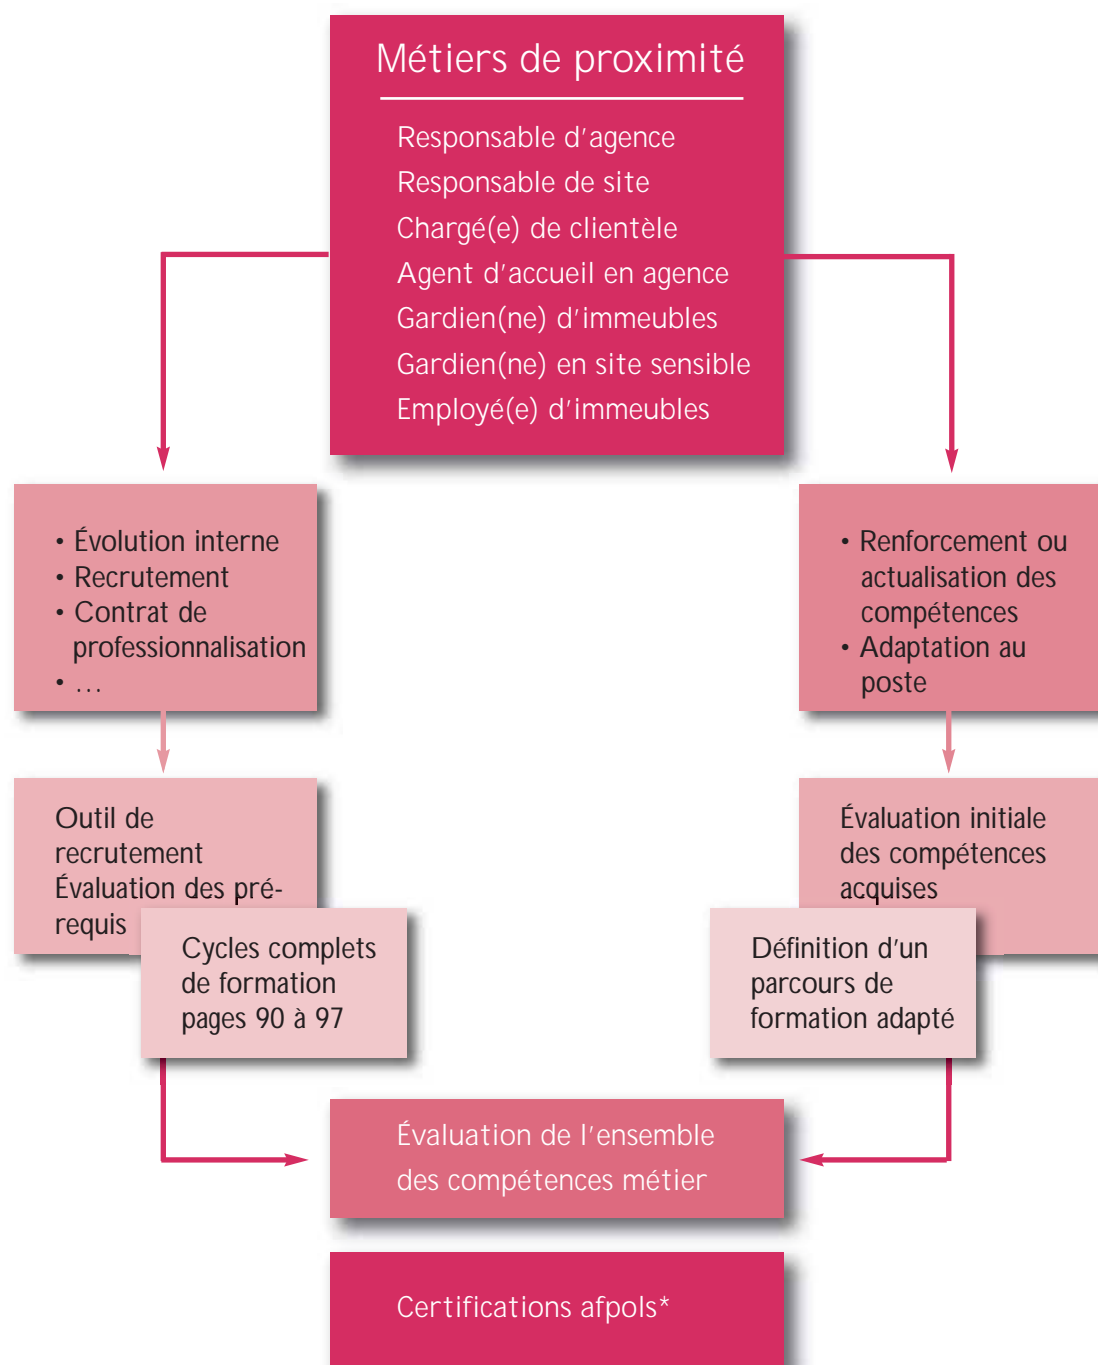 Métiers de proximité
Responsable d'agence
Responsable de site
Chargé(e) de clientèle
Agent d'accueil en agence
Gardien(ne) d'immeubles
Gardien(ne) en site sensible
Employé(e) d'immeubles
• Évolution interne
• Recrutement
• Contrat de
professionnalisation
• ...
• Renforcement ou
actualisation des
compétences
• Adaptation au
poste
Outil de
recrutement
Évaluation des pré-
requis
Cycles complets
de formation
pages 90 à 97
Évaluation initiale
des compétences
acquises
Définition d'un
parcours de
formation adapté
Évaluation de l'ensemble
des compétences métier
Certifications afpols*